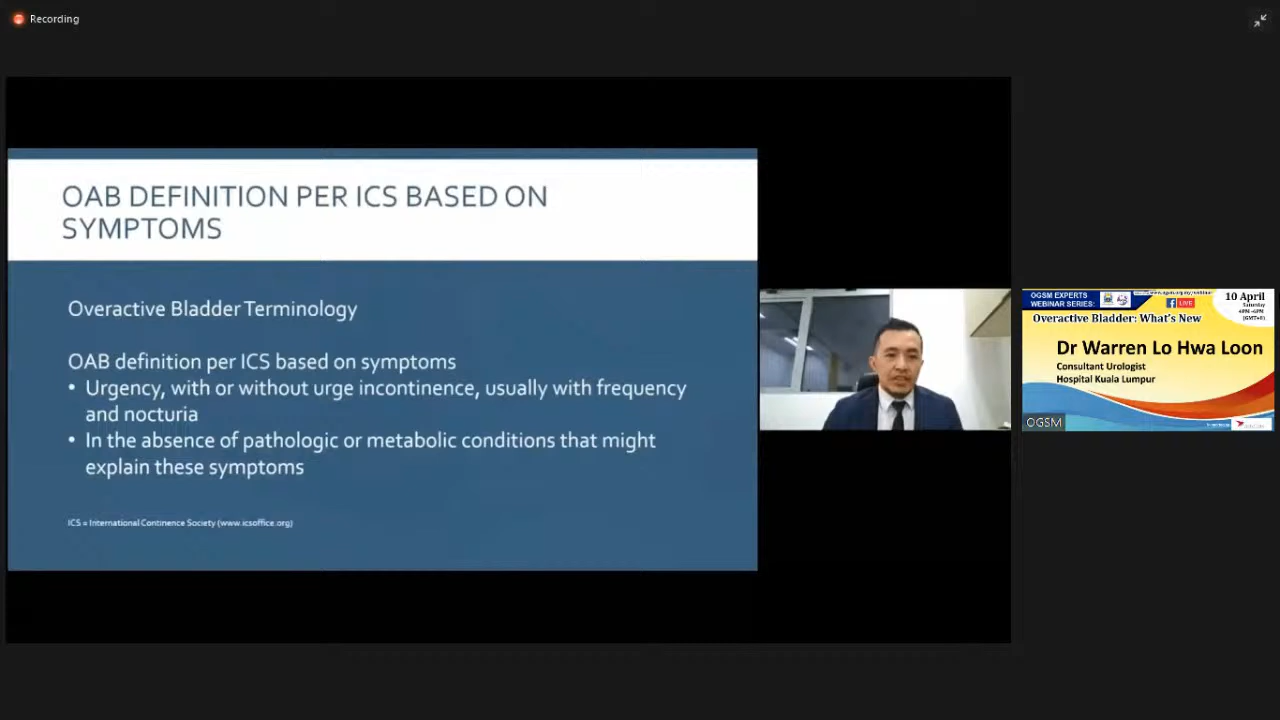 Recording
OAB DEFINITION PER ICS BASED ON
SYMPTOMS
Overactive Bladder Terminology
OAB definition per ICS based on symptoms
• Urgency, with or without urge incontinence, usually with frequency
and nocturia
• In the absence of pathologic or metabolic conditions that might
explain these symptoms
ICS = International Continence Society (www.icsoffice.org)
OGSM EXPERTS
WEBINAR SERIES:
LIVE
10 April
Saturday
4PM -6PM
(GMT+8)
Overactive Bladder: What's New
Dr Warren Lo Hwa Loon
Consultant Urologist
Hospital Kuala Lumpur
OGSM